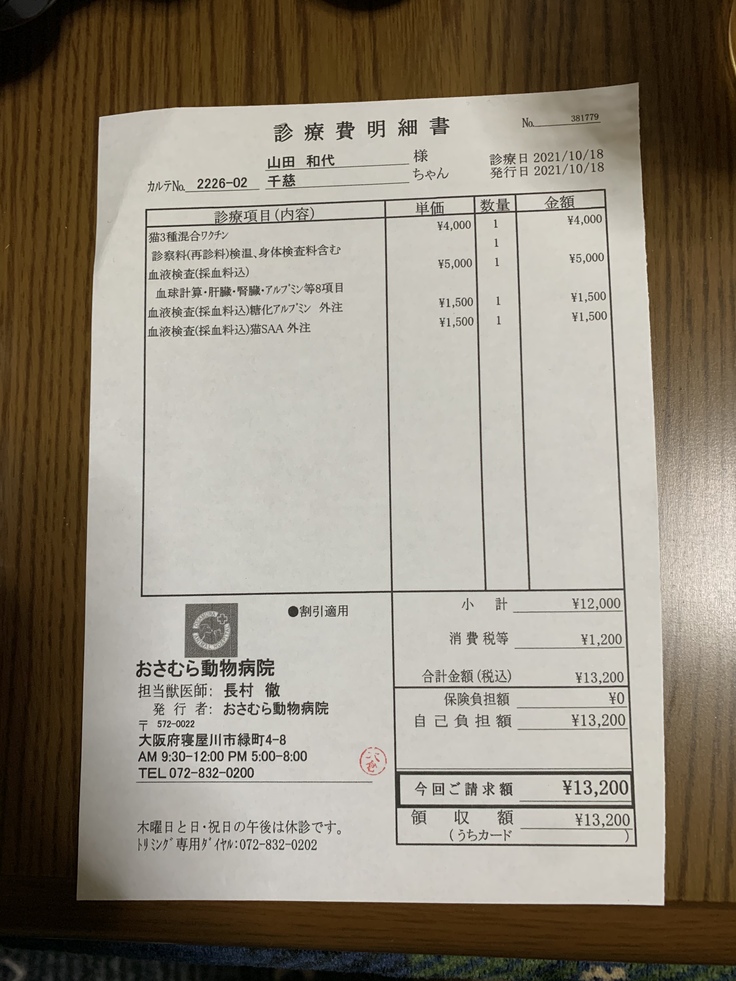 診療費明細書
No. 381779
山田 和代 様
診療日 2021/10/18
カルテNo. 2226-02 千慈 ちゃん
発行日 2021/10/18
診療項目(内容) 単価 数量 金額
猫3種混合ワクチン ¥4,000 1 ¥4,000
診察料(再診料)検温、身体検査料含む 1
血液検査(採血料込) ¥5,000 1 ¥5,000
血球計算・肝臓・腎臓・アルブミン等8項目
血液検査(採血料込)糖化アルブミン 外注 ¥1,500 1 ¥1,500
血液検査(採血料込)猫SAA 外注 ¥1,500 1 ¥1,500
●割引適用
小計 ¥12,000
消費税等 ¥1,200
合計金額(税込) ¥13,200
保険負担額 ¥0
自己負担額 ¥13,200
今回ご請求額 ¥13,200
領収額 ¥13,200
(うちカード )
おさむら動物病院
担当獣医師: 長村 徹
発行者: おさむら動物病院
〒 572-0022
大阪府寝屋川市緑町4-8
AM 9:30-12:00 PM 5:00-8:00
TEL 072-832-0200
木曜日と日・祝日の午後は休診です。
トリミング専用ダイヤル:072-832-0202